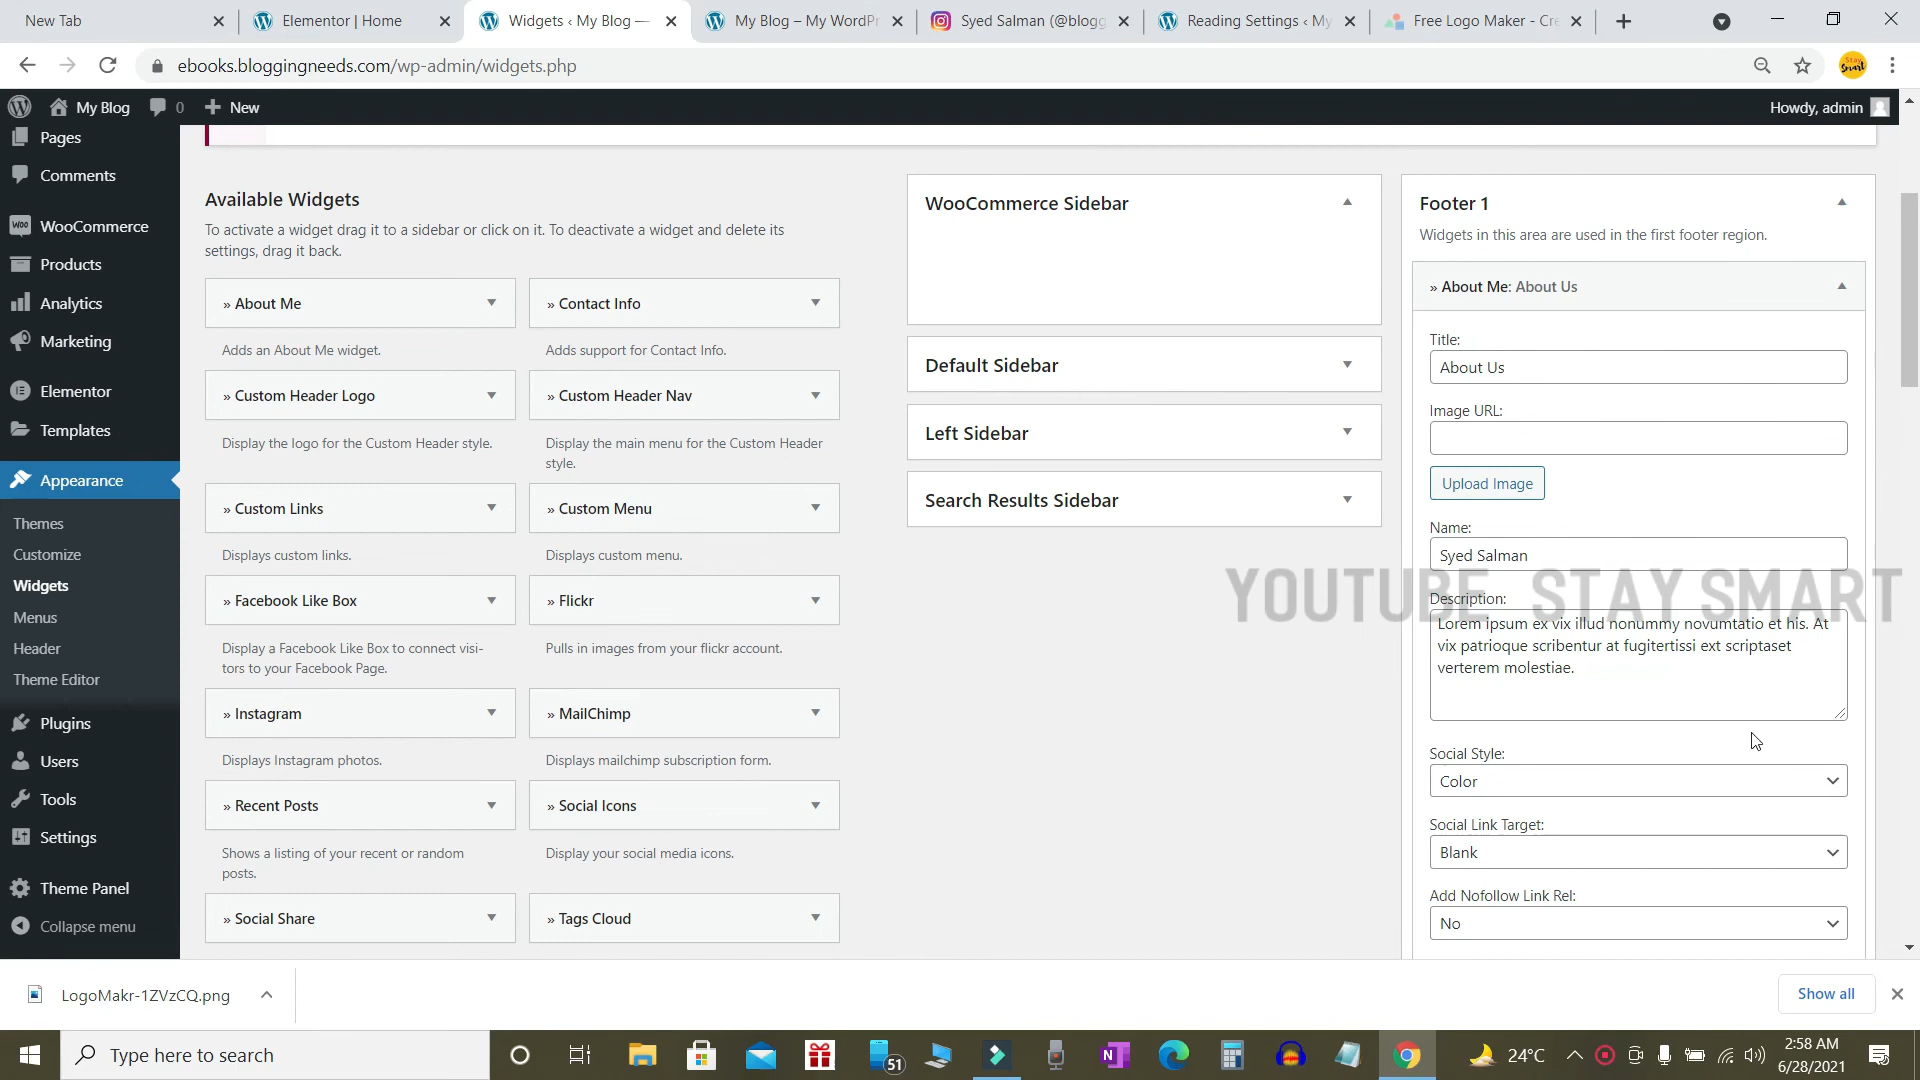 New Tab
Elementor | Home
Widgets ‹ My Blog —
My Blog – My WordPr
Syed Salman (@blogg
Reading Settings ‹ My
Free Logo Maker - Cre
ebooks.bloggingneeds.com/wp-admin/widgets.php
Stay
Smart
My Blog
0
New
Howdy, admin
Pages
Comments
WooCommerce
Products
Analytics
Marketing
Elementor
Templates
Appearance
Themes
Customize
Widgets
Menus
Header
Theme Editor
Plugins
Users
Tools
Settings
Theme Panel
Collapse menu
Available Widgets
To activate a widget drag it to a sidebar or click on it. To deactivate a widget and delete its
settings, drag it back.
» About Me
Adds an About Me widget.
» Contact Info
Adds support for Contact Info.
» Custom Header Logo
Display the logo for the Custom Header style.
» Custom Header Nav
Display the main menu for the Custom Header
style.
» Custom Links
Displays custom links.
» Custom Menu
Displays custom menu.
» Facebook Like Box
Display a Facebook Like Box to connect visi-
tors to your Facebook Page.
» Flickr
Pulls in images from your flickr account.
» Instagram
Displays Instagram photos.
» MailChimp
Displays mailchimp subscription form.
» Recent Posts
Shows a listing of your recent or random
posts.
» Social Icons
Display your social media icons.
» Social Share
» Tags Cloud
WooCommerce Sidebar
Default Sidebar
Left Sidebar
Search Results Sidebar
Footer 1
Widgets in this area are used in the first footer region.
» About Me: About Us
Title:
About Us
Image URL:
Upload Image
Name:
Syed Salman
YOUTUBE STAY SMART
Description:
Lorem ipsum ex vix illud nonummy novumtatio et his. At
vix patrioque scribentur at fugitertissi ext scriptaset
verterem molestiae.
Social Style:
Color
Social Link Target:
Blank
Add Nofollow Link Rel:
No
LogoMakr-1ZVzCQ.png
Show all
Type here to search
51
24°C
2:58 AM
6/28/2021